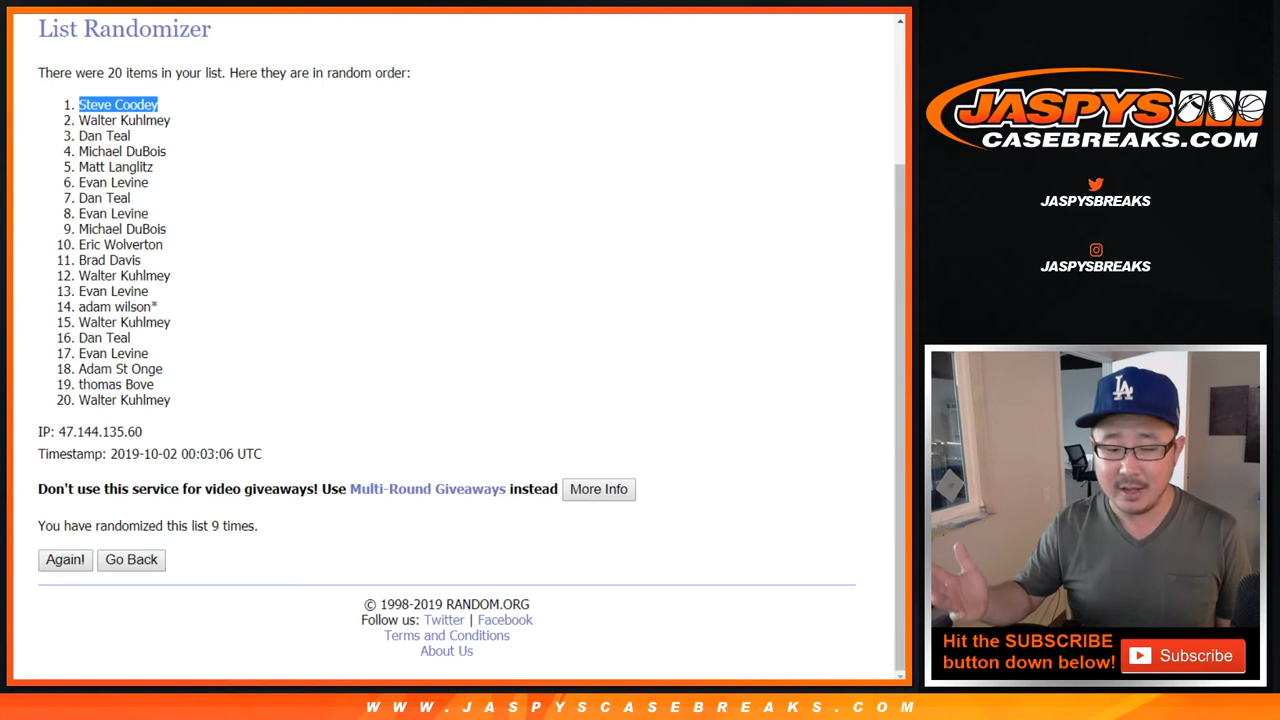 List Randomizer
There were 20 items in your list. Here they are in random order:
1. Steve Coodey
2. Walter Kuhlmey
3. Dan Teal
4. Michael DuBois
5. Matt Langlitz
6. Evan Levine
7. Dan Teal
8. Evan Levine
9. Michael DuBois
10. Eric Wolverton
11. Brad Davis
12. Walter Kuhlmey
13. Evan Levine
14. adam wilson*
15. Walter Kuhlmey
16. Dan Teal
17. Evan Levine
18. Adam St Onge
19. thomas Bove
20. Walter Kuhlmey
IP: 47.144.135.60
Timestamp: 2019-10-02 00:03:06 UTC
Don't use this service for video giveaways! Use Multi-Round Giveaways instead More Info
You have randomized this list 9 times.
Again! Go Back
© 1998-2019 RANDOM.ORG
Follow us: Twitter | Facebook
Terms and Conditions
About Us
JASPYS
CASEBREAKS.COM
JASPYSBREAKS
JASPYSBREAKS
LA
Hit the SUBSCRIBE
button down below!
Subscribe
WWW.JASPYSCASEBREAKS.COM